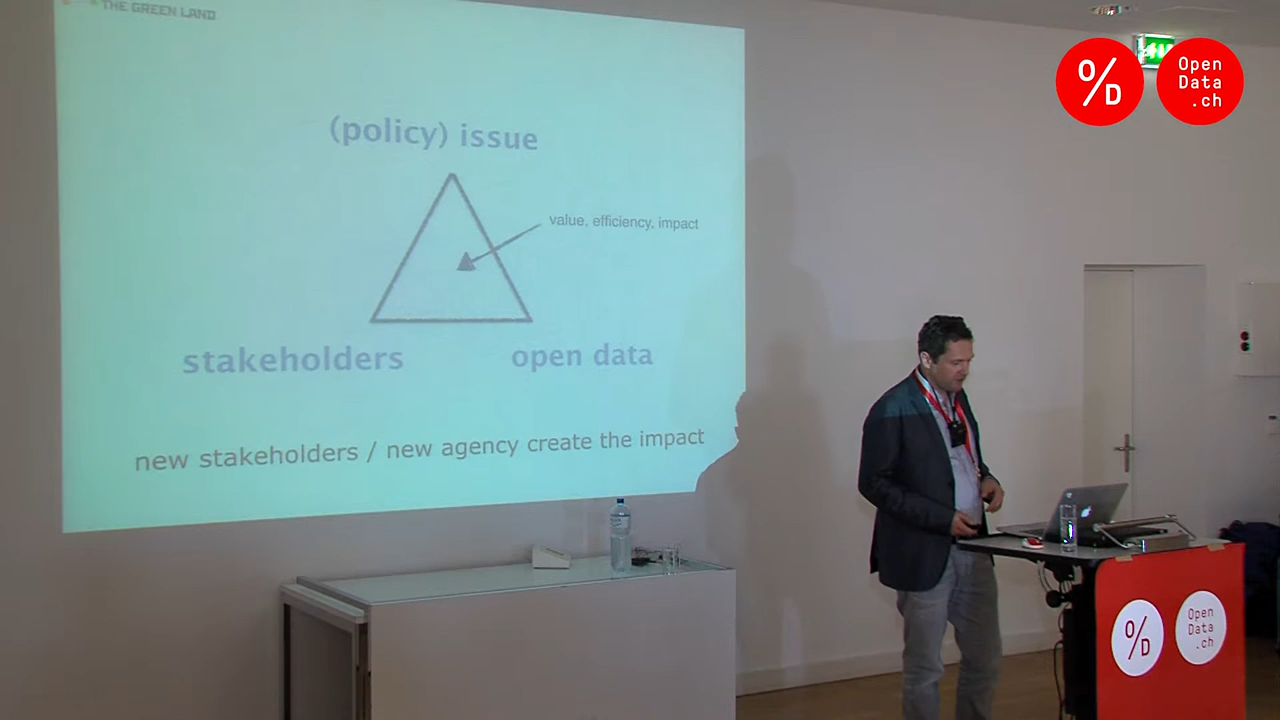 THE GREEN LAND
(policy) issue
value, efficiency, impact
stakeholders
open data
new stakeholders / new agency create the impact
%D
Open
Data
.ch
%D
Open
Data
.ch